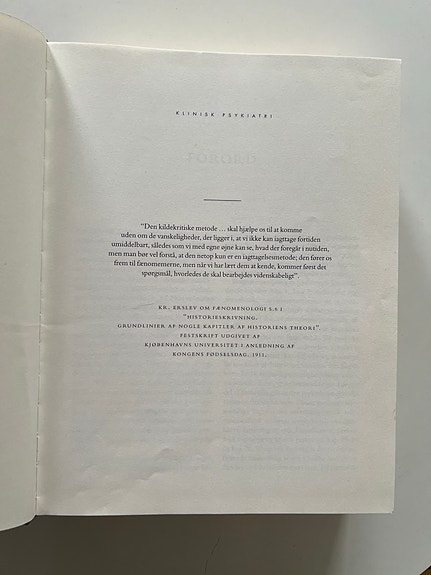 KLINISK PSYKIATRI
FORORD
"Den kildekritiske metode ... skal hjælpe os til at komme
uden om de vanskeligheder, der ligger i, at vi ikke kan iagttage fortiden
umiddelbart, således som vi med egne øjne kan se, hvad der foregår i nutiden,
men man bør vel forstå, at den netop kun er en iagttagelsesmetode; den fører os
frem til fænomenerne, men når vi har lært dem at kende, kommer først det
spørgsmål, hvorledes de skal bearbejdes videnskabeligt".
KR. ERSLEV OM FÆNOMENOLOGI S.6 I
"HISTORIESKRIVNING.
GRUNDLINIER AF NOGLE KAPITLER AF HISTORIENS THEORI".
FESTSKRIFT UDGIVET AF
KJØBENHAVNS UNIVERSITET I ANLEDNING AF
KONGENS FØDSELSDAG, 1911.